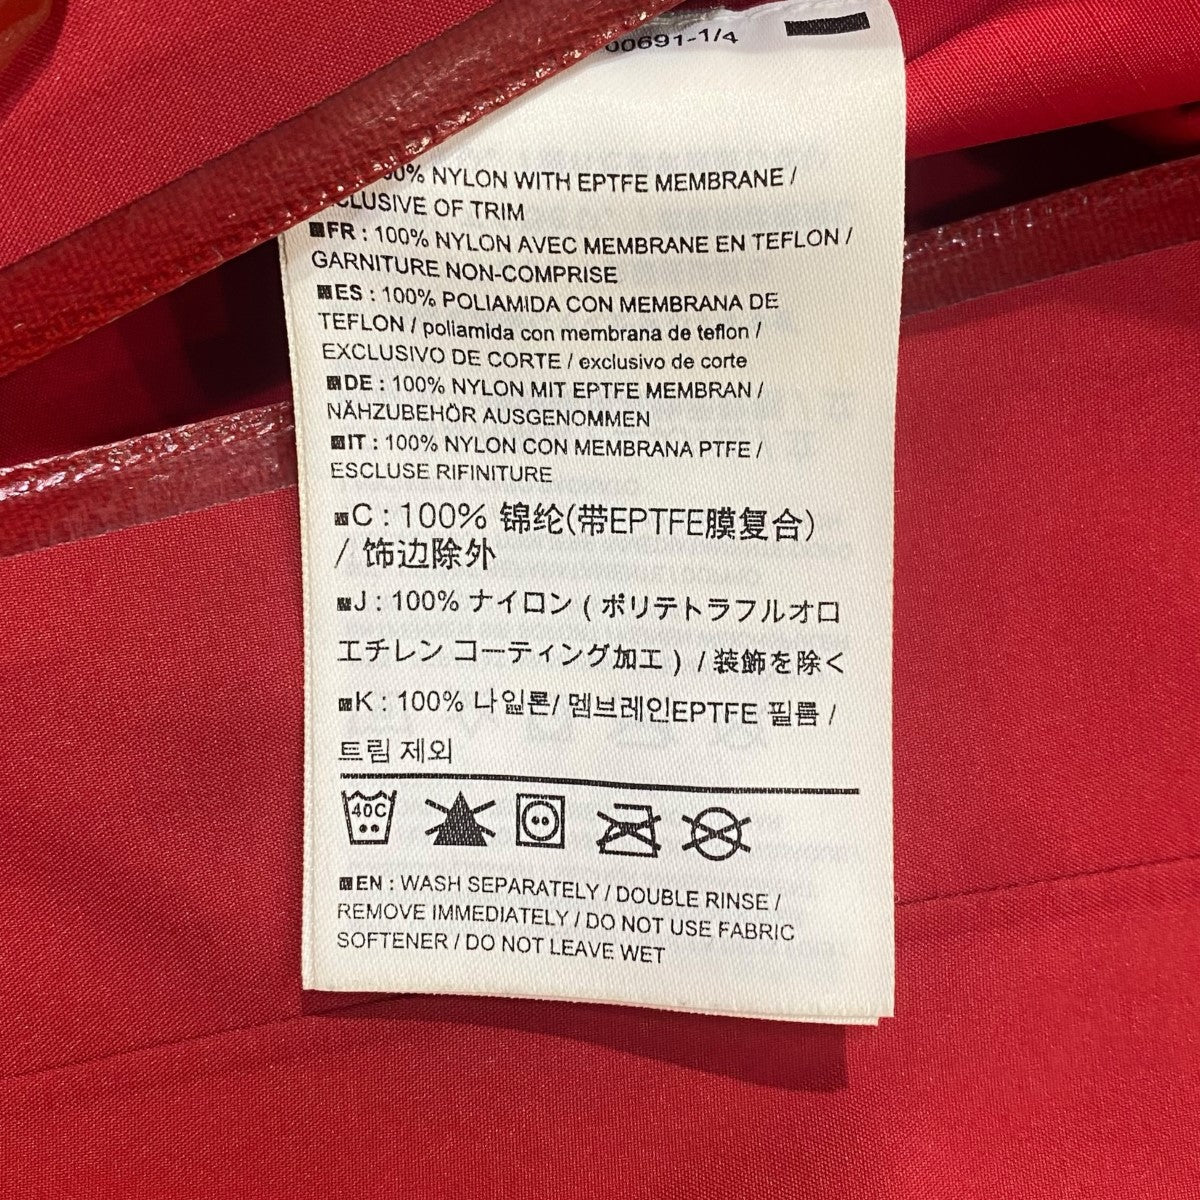 00691-1/4
NYLON WITH EPTFE MEMBRANE /
OF TRIM
FR : 100% NYLON AVEC MEMBRANE EN TEFLON /
GARNITURE NON-COMPRISE
ES : 100% POLIAMIDA CON MEMBRANA DE
TEFLON / poliamida con membrana de teflon /
EXCLUSIVO DE CORTE / exclusivo de corte
DE : 100% NYLON MIT EPTFE MEMBRAN /
NÄHZUBEHÖR AUSGENOMMEN
IT : 100% NYLON CON MEMBRANA PTFE /
ESCLUSE RIFINITURE
C : 100% 锦纶(带EPTFE膜复合)
/ 饰边除外
J : 100% ナイロン ( ポリテトラフルオロ
エチレン コーティング加工 ) / 装飾を除く
K : 100% 나일론/ 멤브레인EPTFE 필름 /
트림 제외
40C
EN : WASH SEPARATELY / DOUBLE RINSE /
REMOVE IMMEDIATELY / DO NOT USE FABRIC
SOFTENER / DO NOT LEAVE WET